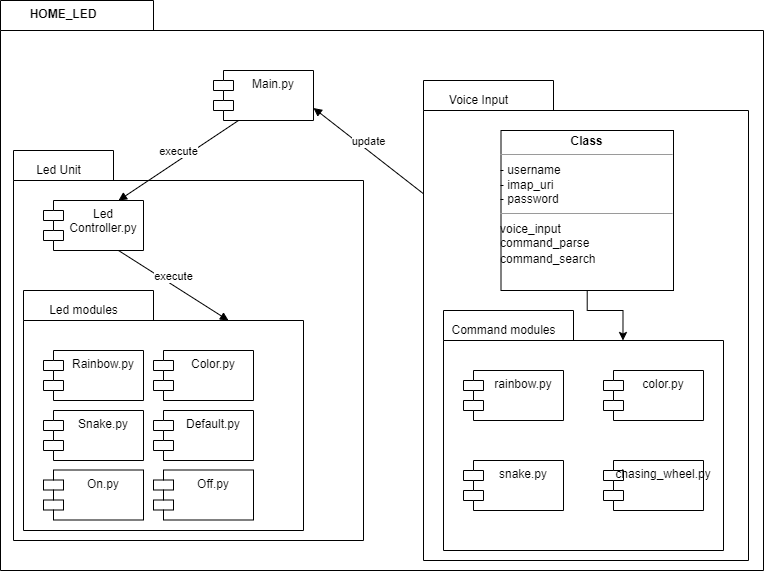 HOME_LED
Main.py
execute
update
Led Unit
Led
Controller.py
execute
Led modules
Rainbow.py
Color.py
Snake.py
Default.py
On.py
Off.py
Voice Input
Class
- username
- imap_uri
- password
voice_input
command_parse
command_search
Command modules
rainbow.py
color.py
snake.py
chasing_wheel.py